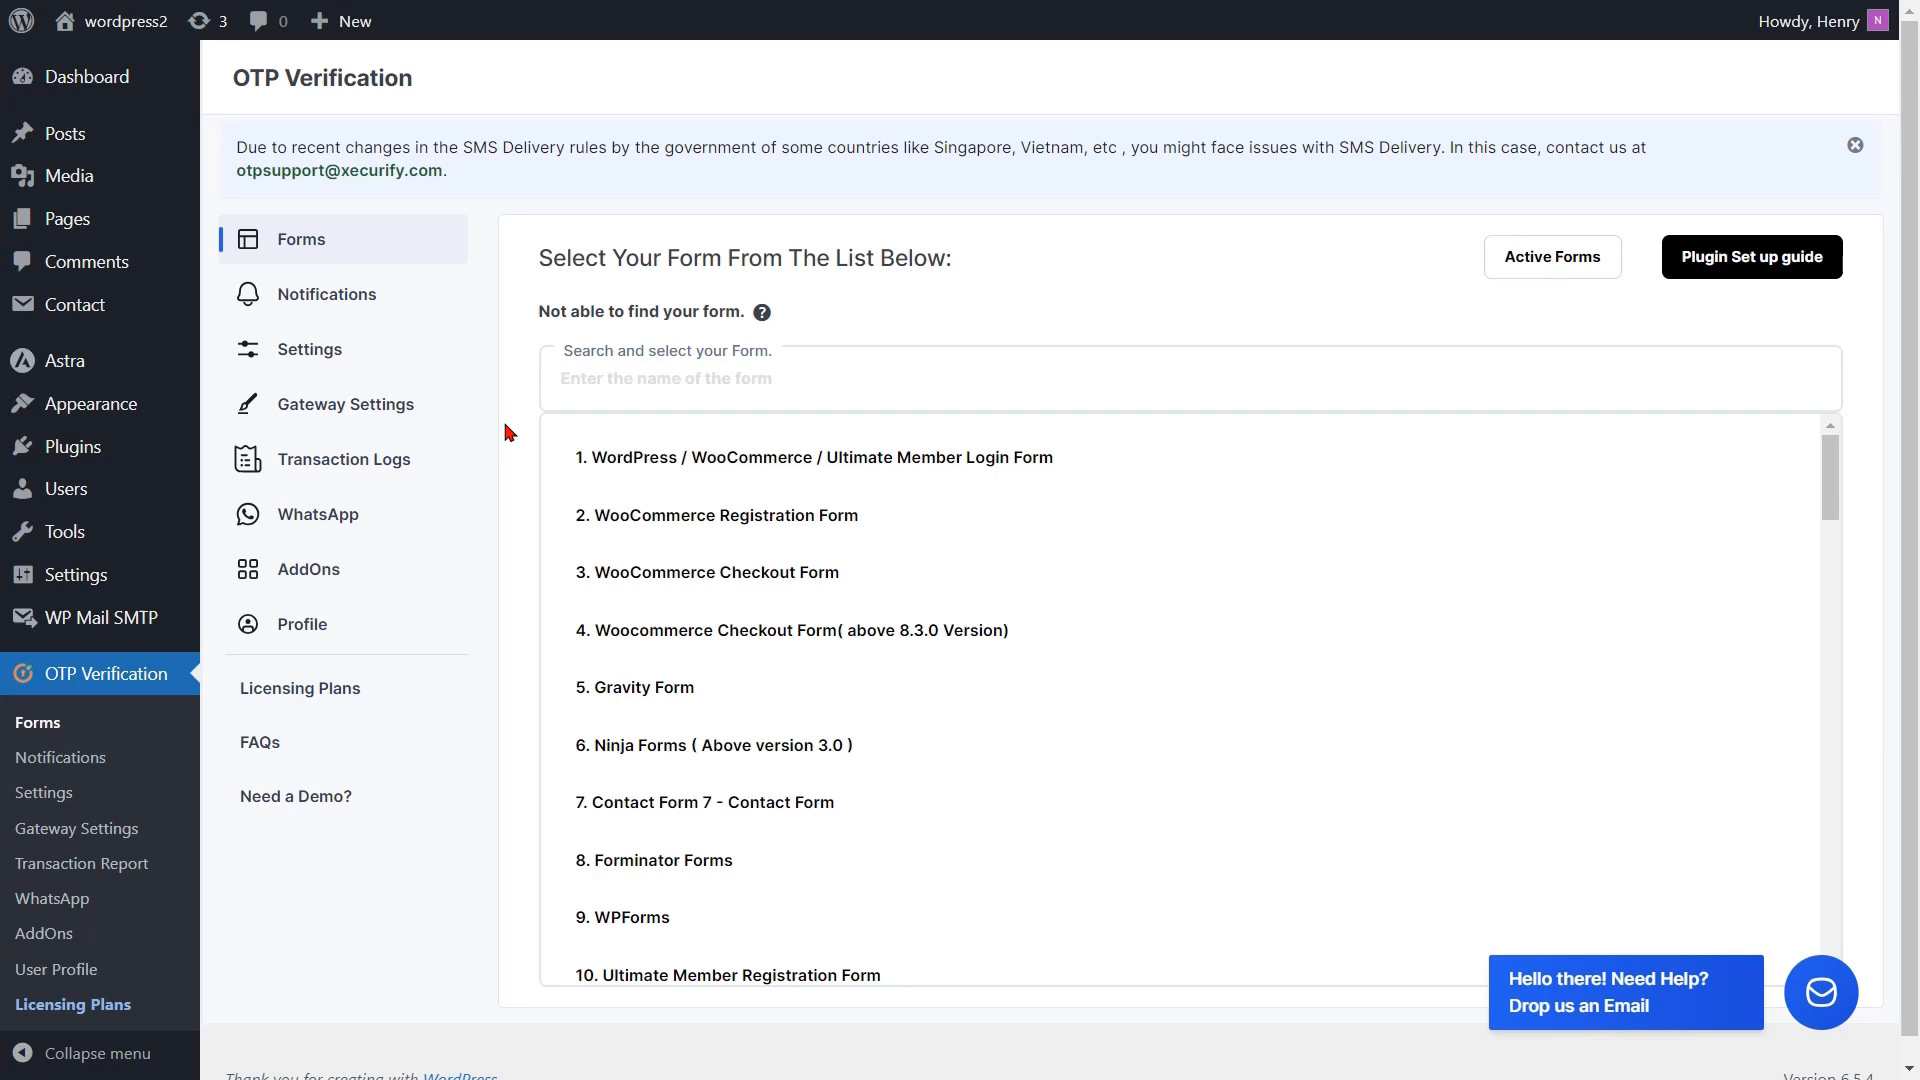 wordpress2
3
0
New
Howdy, Henry
N
Dashboard
Posts
Media
Pages
Comments
Contact
Astra
Appearance
Plugins
Users
Tools
Settings
WP Mail SMTP
OTP Verification
Forms
Notifications
Settings
Gateway Settings
Transaction Report
WhatsApp
AddOns
User Profile
Licensing Plans
Collapse menu
OTP Verification
Due to recent changes in the SMS Delivery rules by the government of some countries like Singapore, Vietnam, etc , you might face issues with SMS Delivery. In this case, contact us at
otpsupport@xecurify.com.
Forms
Notifications
Settings
Gateway Settings
Transaction Logs
WhatsApp
AddOns
Profile
Licensing Plans
FAQs
Need a Demo?
Select Your Form From The List Below:
Active Forms
Plugin Set up guide
Not able to find your form. ?
Search and select your Form.
Enter the name of the form
1. WordPress / WooCommerce / Ultimate Member Login Form
2. WooCommerce Registration Form
3. WooCommerce Checkout Form
4. Woocommerce Checkout Form( above 8.3.0 Version)
5. Gravity Form
6. Ninja Forms ( Above version 3.0 )
7. Contact Form 7 - Contact Form
8. Forminator Forms
9. WPForms
10. Ultimate Member Registration Form
Hello there! Need Help?
Drop us an Email
Thank you for creating with WordPress
Version 6.5.4